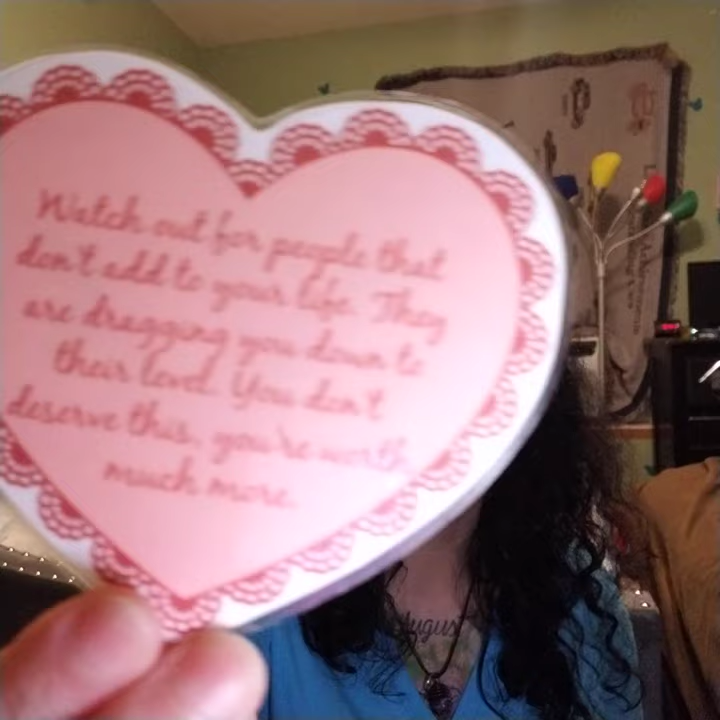 Watch out for people that
don't add to your life. They
are dragging you down to
their level. You don't
deserve this, you're worth
much more.
August